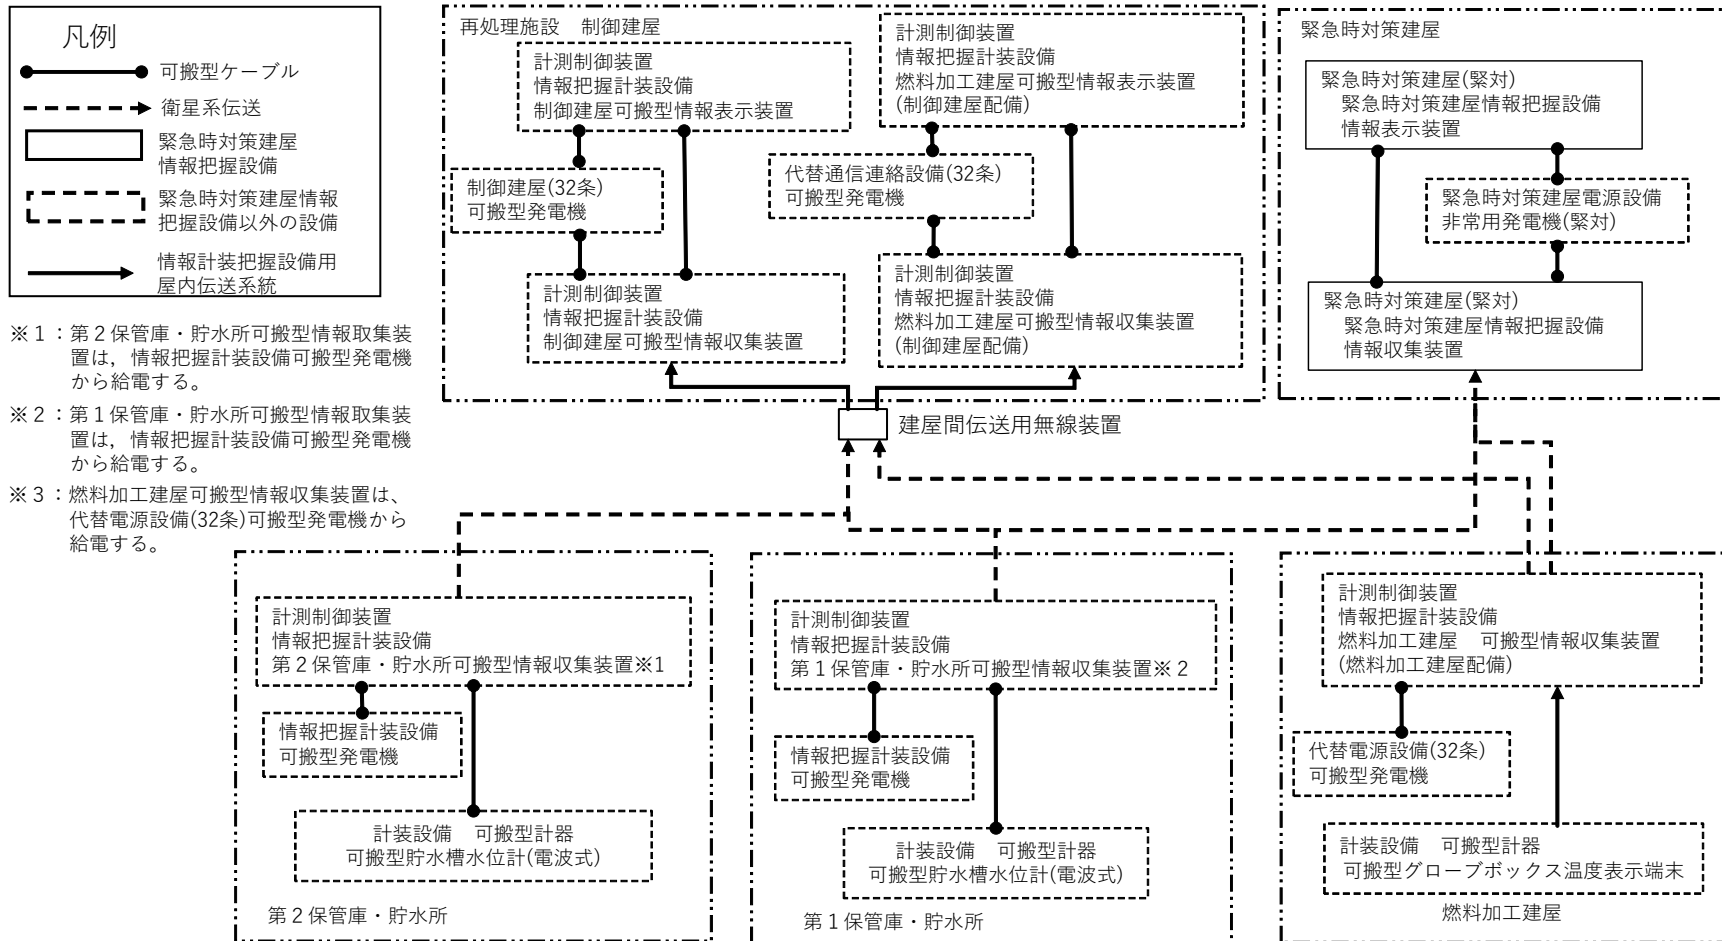 凡例
可搬型ケーブル
衛星系伝送
緊急時対策建屋
情報把握設備
緊急時対策建屋情報
把握設備以外の設備
情報計装把握設備用
屋内伝送系統
※１：第２保管庫・貯水所可搬型情報取集装
置は，情報把握計装設備可搬型発電機
から給電する。
※２：第１保管庫・貯水所可搬型情報取集装
置は，情報把握計装設備可搬型発電機
から給電する。
※３：燃料加工建屋可搬型情報収集装置は、
代替電源設備(32条)可搬型発電機から
給電する。
再処理施設　制御建屋
計測制御装置
情報把握計装設備
制御建屋可搬型情報表示装置
制御建屋(32条)
可搬型発電機
計測制御装置
情報把握計装設備
制御建屋可搬型情報収集装置
計測制御装置
情報把握計装設備
燃料加工建屋可搬型情報表示装置
(制御建屋配備)
代替通信連絡設備(32条)
可搬型発電機
計測制御装置
情報把握計装設備
燃料加工建屋可搬型情報収集装置
(制御建屋配備)
緊急時対策建屋
緊急時対策建屋(緊対)
緊急時対策建屋情報把握設備
情報表示装置
緊急時対策建屋電源設備
非常用発電機(緊対)
緊急時対策建屋(緊対)
緊急時対策建屋情報把握設備
情報収集装置
建屋間伝送用無線装置
計測制御装置
情報把握計装設備
第２保管庫・貯水所可搬型情報収集装置※1
情報把握計装設備
可搬型発電機
計装設備　可搬型計器
可搬型貯水槽水位計(電波式)
第２保管庫・貯水所
計測制御装置
情報把握計装設備
第１保管庫・貯水所可搬型情報収集装置※２
情報把握計装設備
可搬型発電機
計装設備　可搬型計器
可搬型貯水槽水位計(電波式)
第１保管庫・貯水所
計測制御装置
情報把握計装設備
燃料加工建屋　可搬型情報収集装置
(燃料加工建屋配備)
代替電源設備(32条)
可搬型発電機
計装設備　可搬型計器
可搬型グローブボックス温度表示端末
燃料加工建屋